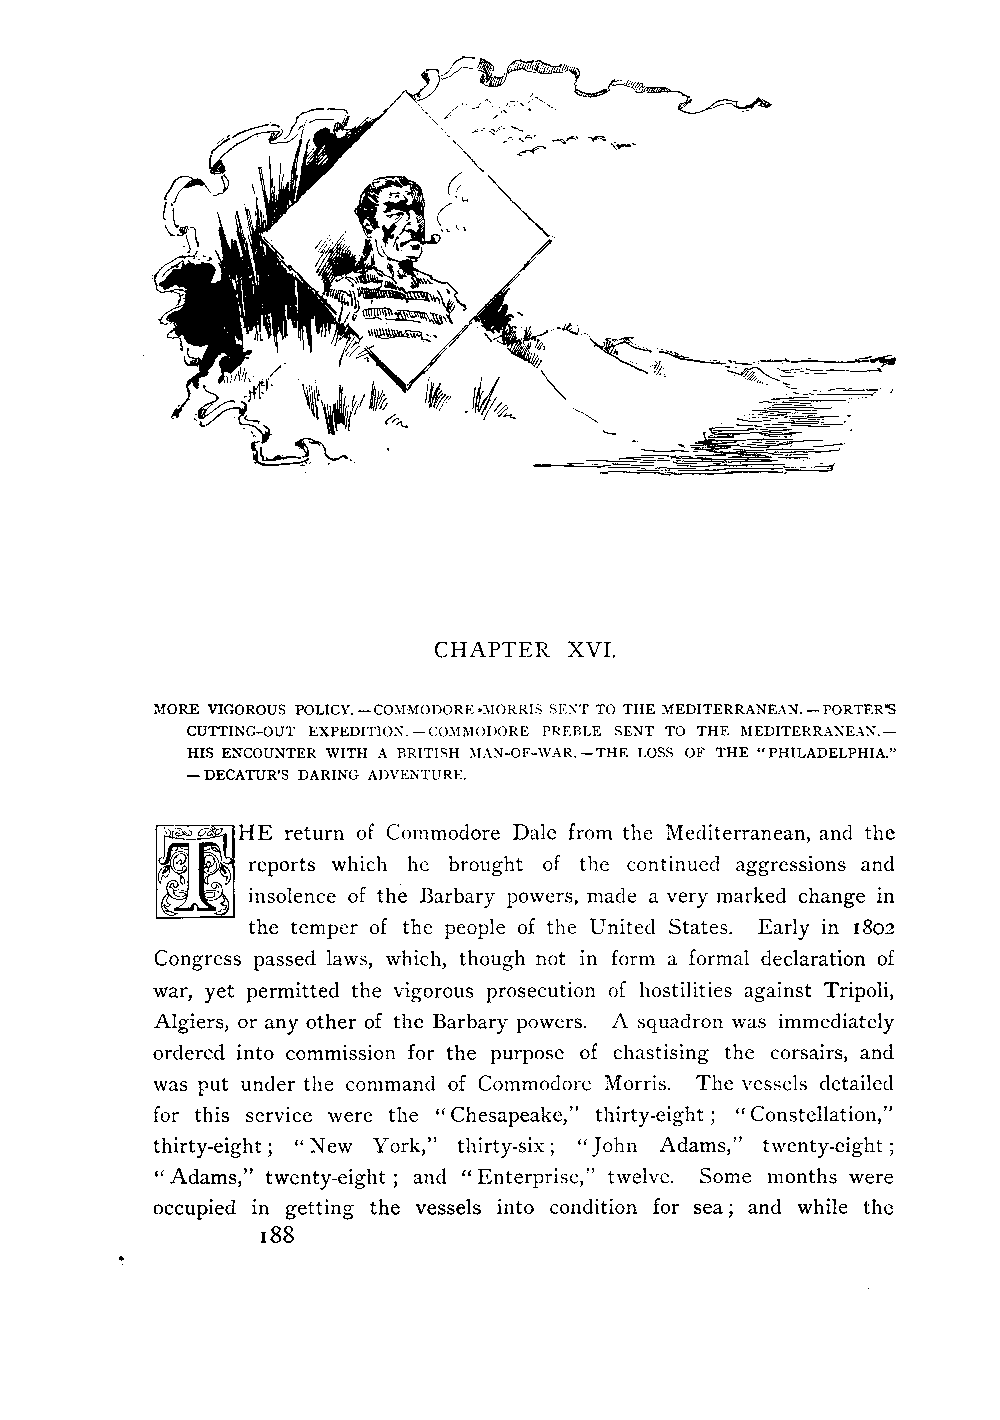 CHAPTER XVI.
MORE VIGOROUS POLICY. — COMMODORE MORRIS SENT TO THE MEDITERRANEAN. — PORTER'S
CUTTING-OUT EXPEDITION. — COMMODORE PREBLE SENT TO THE MEDITERRANEAN. —
HIS ENCOUNTER WITH A BRITISH MAN-OF-WAR. — THE LOSS OF THE "PHILADELPHIA."
— DECATUR'S DARING ADVENTURE.
THE return of Commodore Dale from the Mediterranean, and the
reports which he brought of the continued aggressions and
insolence of the Barbary powers, made a very marked change in
the temper of the people of the United States. Early in 1802
Congress passed laws, which, though not in form a formal declaration of
war, yet permitted the vigorous prosecution of hostilities against Tripoli,
Algiers, or any other of the Barbary powers. A squadron was immediately
ordered into commission for the purpose of chastising the corsairs, and
was put under the command of Commodore Morris. The vessels detailed
for this service were the "Chesapeake," thirty-eight; "Constellation,"
thirty-eight; "New York," thirty-six; "John Adams," twenty-eight;
"Adams," twenty-eight; and "Enterprise," twelve. Some months were
occupied in getting the vessels into condition for sea; and while the
188